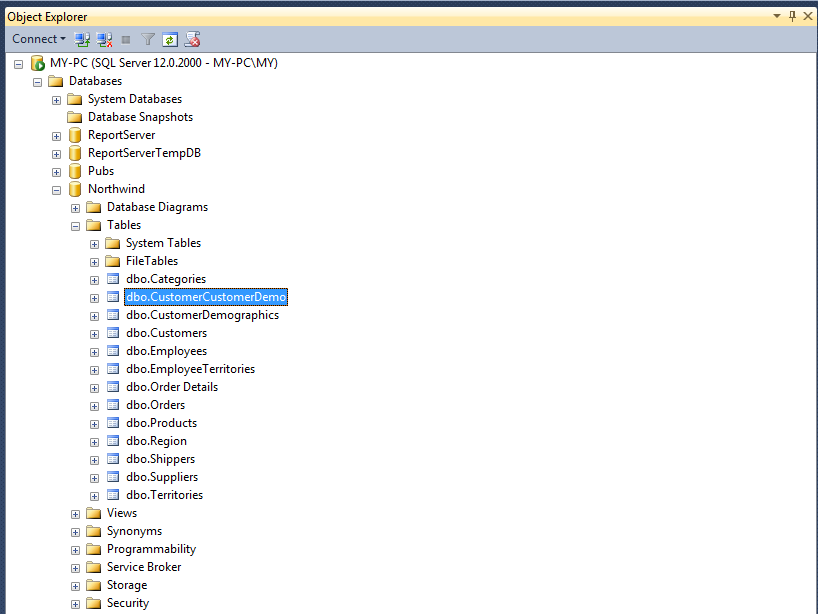 Object Explorer
Connect
MY-PC (SQL Server 12.0.2000 - MY-PC\MY)
Databases
System Databases
Database Snapshots
ReportServer
ReportServerTempDB
Pubs
Northwind
Database Diagrams
Tables
System Tables
FileTables
dbo.Categories
dbo.CustomerCustomerDemo
dbo.CustomerDemographics
dbo.Customers
dbo.Employees
dbo.EmployeeTerritories
dbo.Order Details
dbo.Orders
dbo.Products
dbo.Region
dbo.Shippers
dbo.Suppliers
dbo.Territories
Views
Synonyms
Programmability
Service Broker
Storage
Security